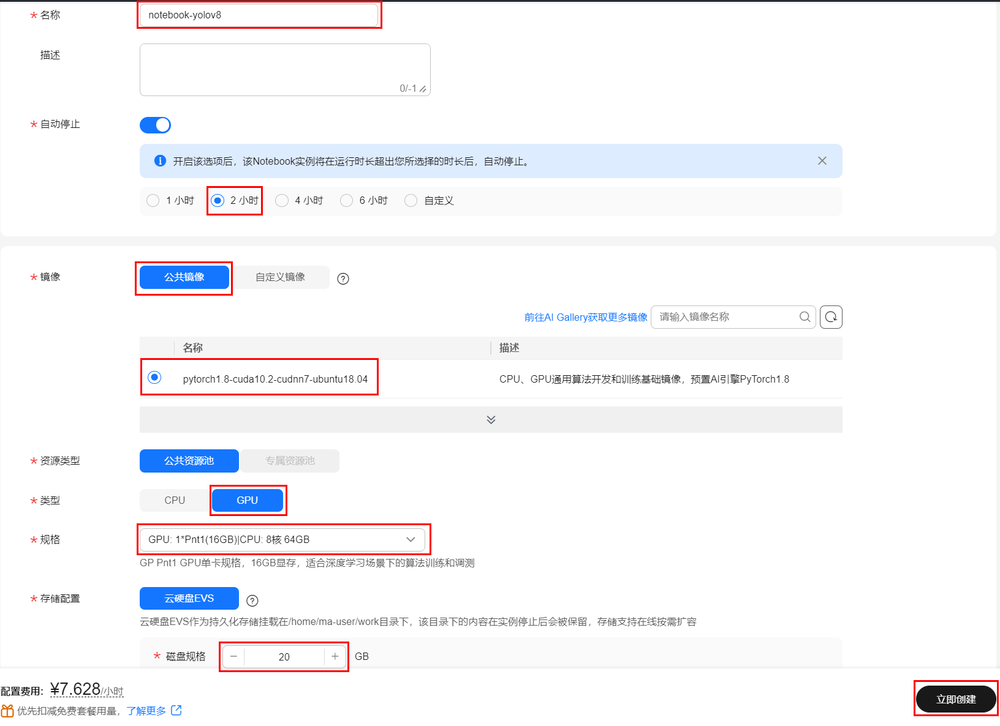 * 名称 notebook-yolov8
描述
0/-1
* 自动停止
开启该选项后，该Notebook实例将在运行时长超出您所选择的时长后，自动停止。
1 小时 2 小时 4 小时 6 小时 自定义
* 镜像 公共镜像 自定义镜像
前往AI Gallery获取更多镜像 请输入镜像名称
名称 描述
pytorch1.8-cuda10.2-cudnn7-ubuntu18.04 CPU、GPU通用算法开发和训练基础镜像，预置AI引擎PyTorch1.8
* 资源类型 公共资源池 专属资源池
* 类型 CPU GPU
* 规格 GPU: 1*Pnt1(16GB)|CPU: 8核 64GB
GP Pnt1 GPU单卡规格，16GB显存，适合深度学习场景下的算法训练和调测
* 存储配置 云硬盘EVS
云硬盘EVS作为持久化存储挂载在/home/ma-user/work目录下，该目录下的内容在实例停止后会被保留，存储支持在线按需扩容
* 磁盘规格 − 20 + GB
配置费用: ¥7.628/小时
优先扣减免费套餐用量，了解更多
立即创建